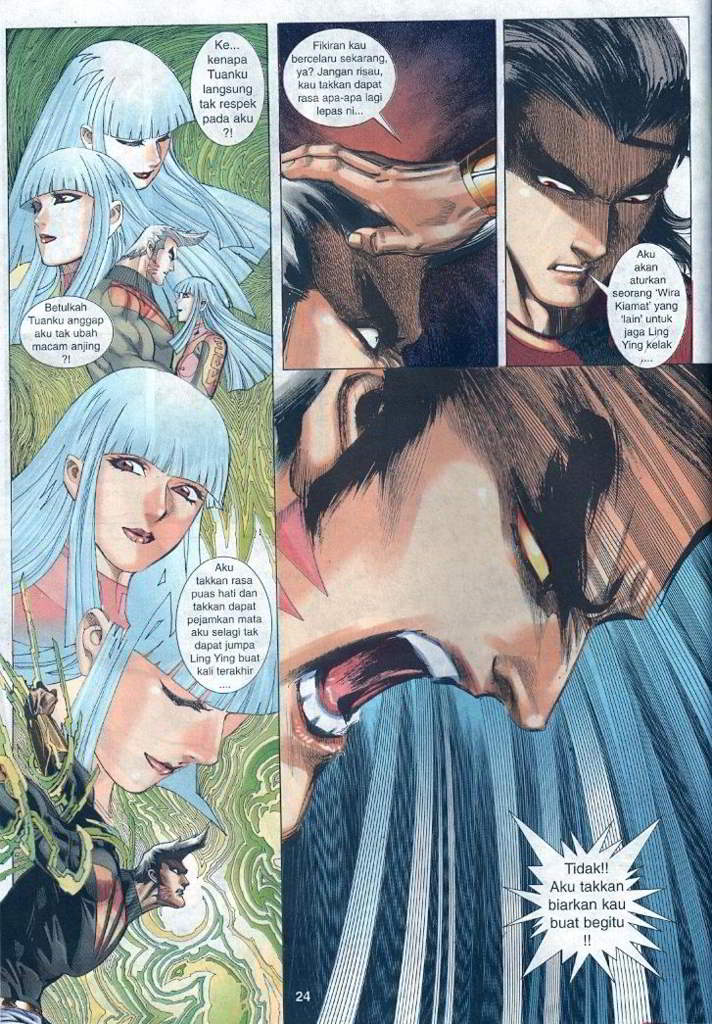 Ke...
kenapa
Tuanku
langsung
tak respek
pada aku
?!
Betulkah
Tuanku anggap
aku tak ubah
macam anjing
?!
Fikiran kau
bercelaru sekarang,
ya? Jangan risau,
kau takkan dapat
rasa apa-apa lagi
lepas ni...
Aku
akan
aturkan
seorang 'Wira
Kiamat' yang
'lain' untuk
jaga Ling
Ying kelak
....
Aku
takkan rasa
puas hati dan
takkan dapat
pejamkan mata
aku selagi tak
dapat jumpa
Ling Ying buat
kali terakhir
....
Tidak!!
Aku takkan
biarkan kau
buat begitu
!!
24